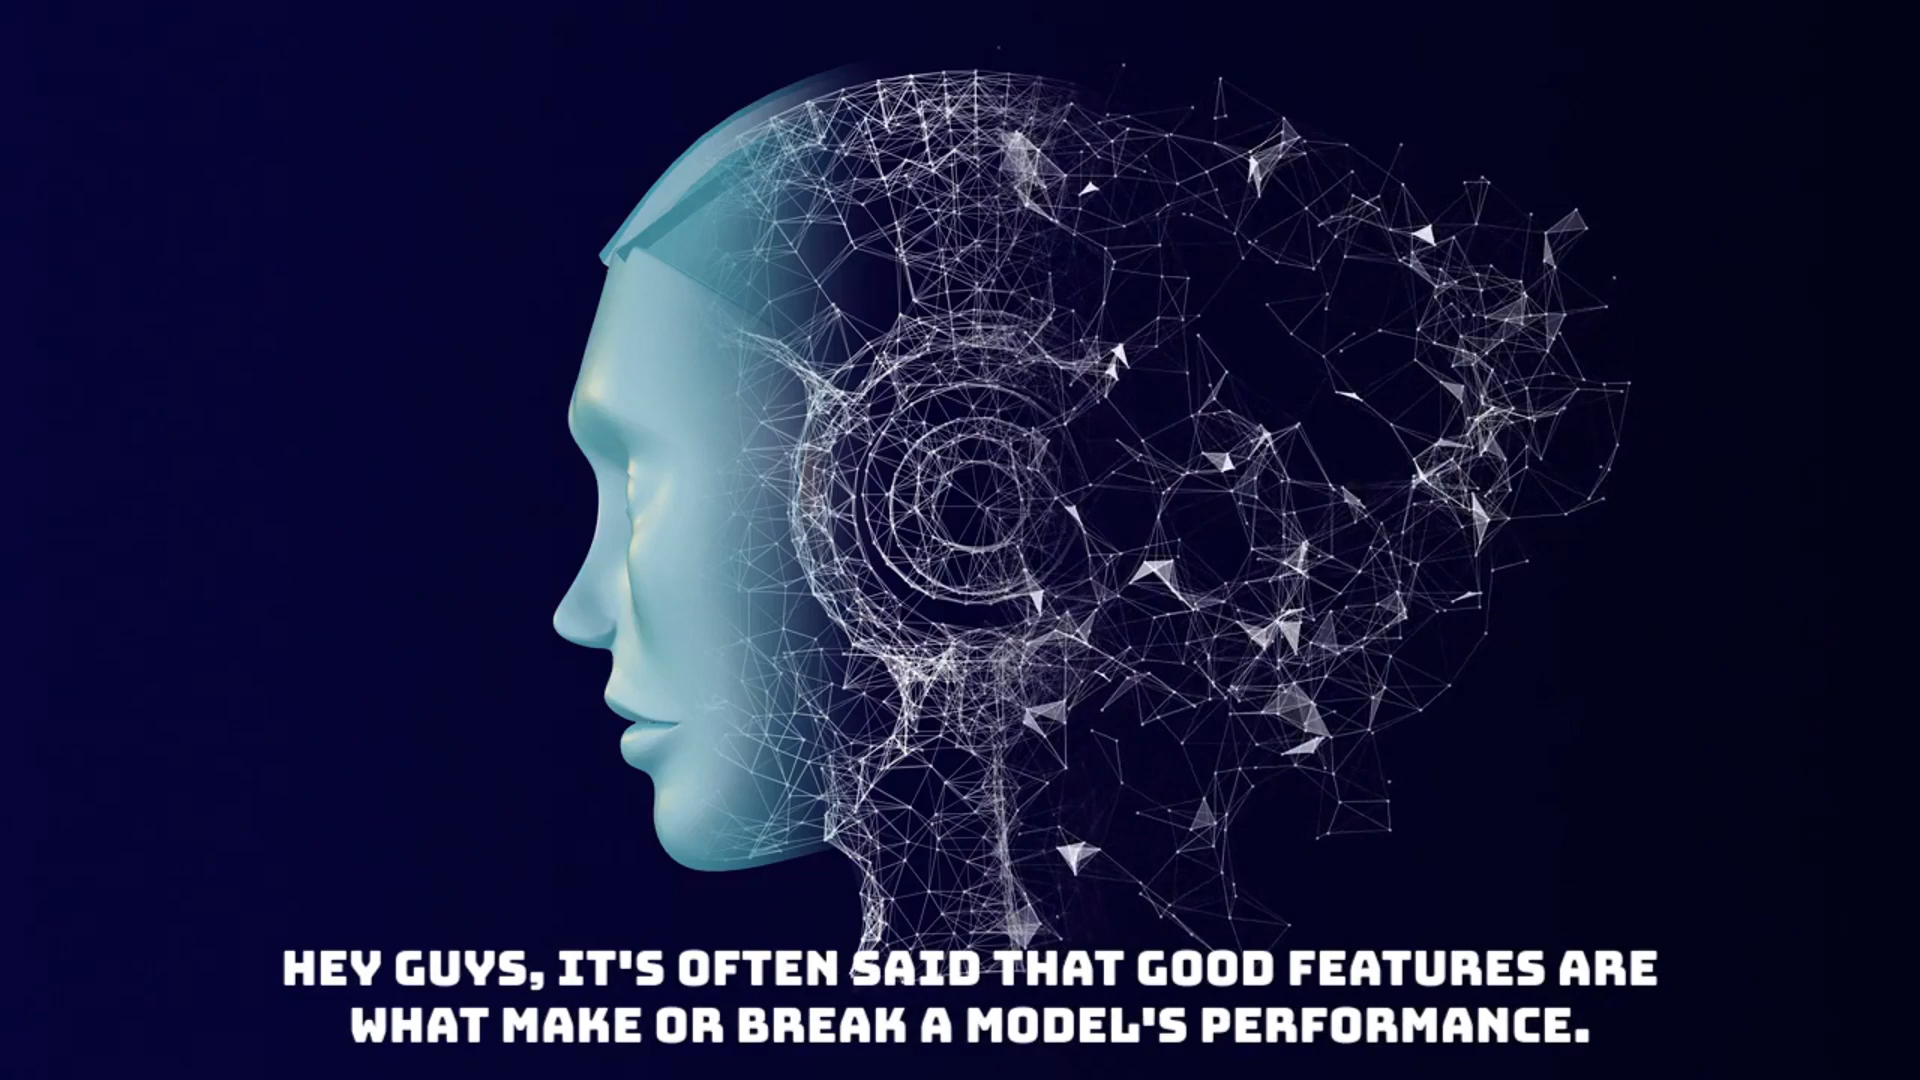 HEY GUYS, IT'S OFTEN SAID THAT GOOD FEATURES ARE
WHAT MAKE OR BREAK A MODEL'S PERFORMANCE.